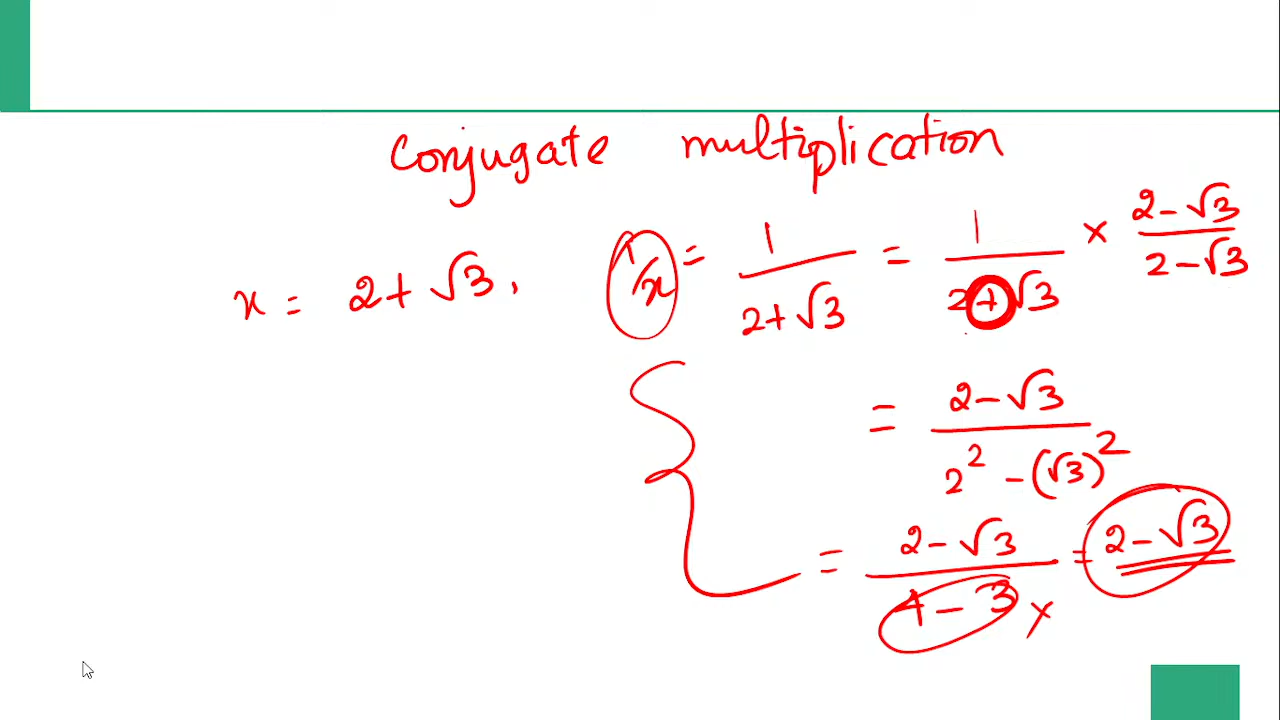 Conjugate multiplication
x = 2 + √3, 1/x = 1/(2 + √3) = 1/(2 + √3) × (2 - √3)/(2 - √3)
= (2 - √3)/(2² - (√3)²)
= (2 - √3)/(4 - 3) = 2 - √3
x